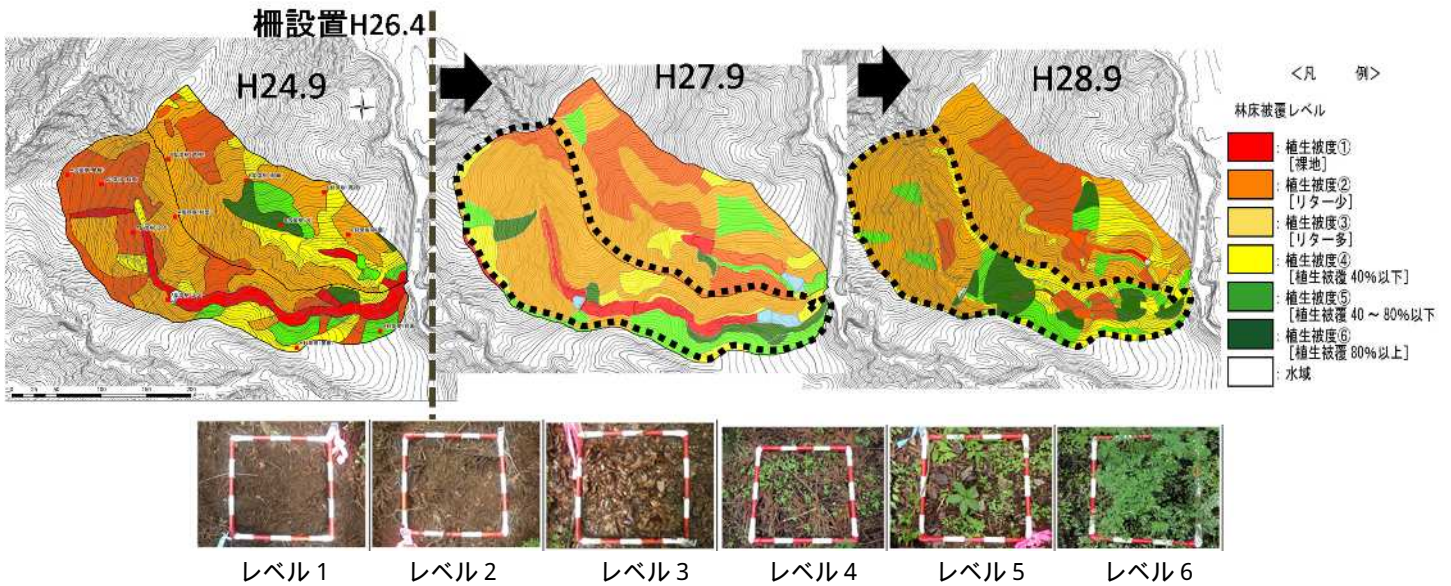 柵設置H26.4
H24.9
H27.9
H28.9
<凡 例>
林床被覆レベル
: 植生被度①
[裸地]
: 植生被度②
[リター少]
: 植生被度③
[リター多]
: 植生被度④
[植生被覆 40%以下]
: 植生被度⑤
[植生被覆 40～80%以下
: 植生被度⑥
[植生被覆 80%以上]
: 水域
レベル1
レベル2
レベル3
レベル4
レベル5
レベル6